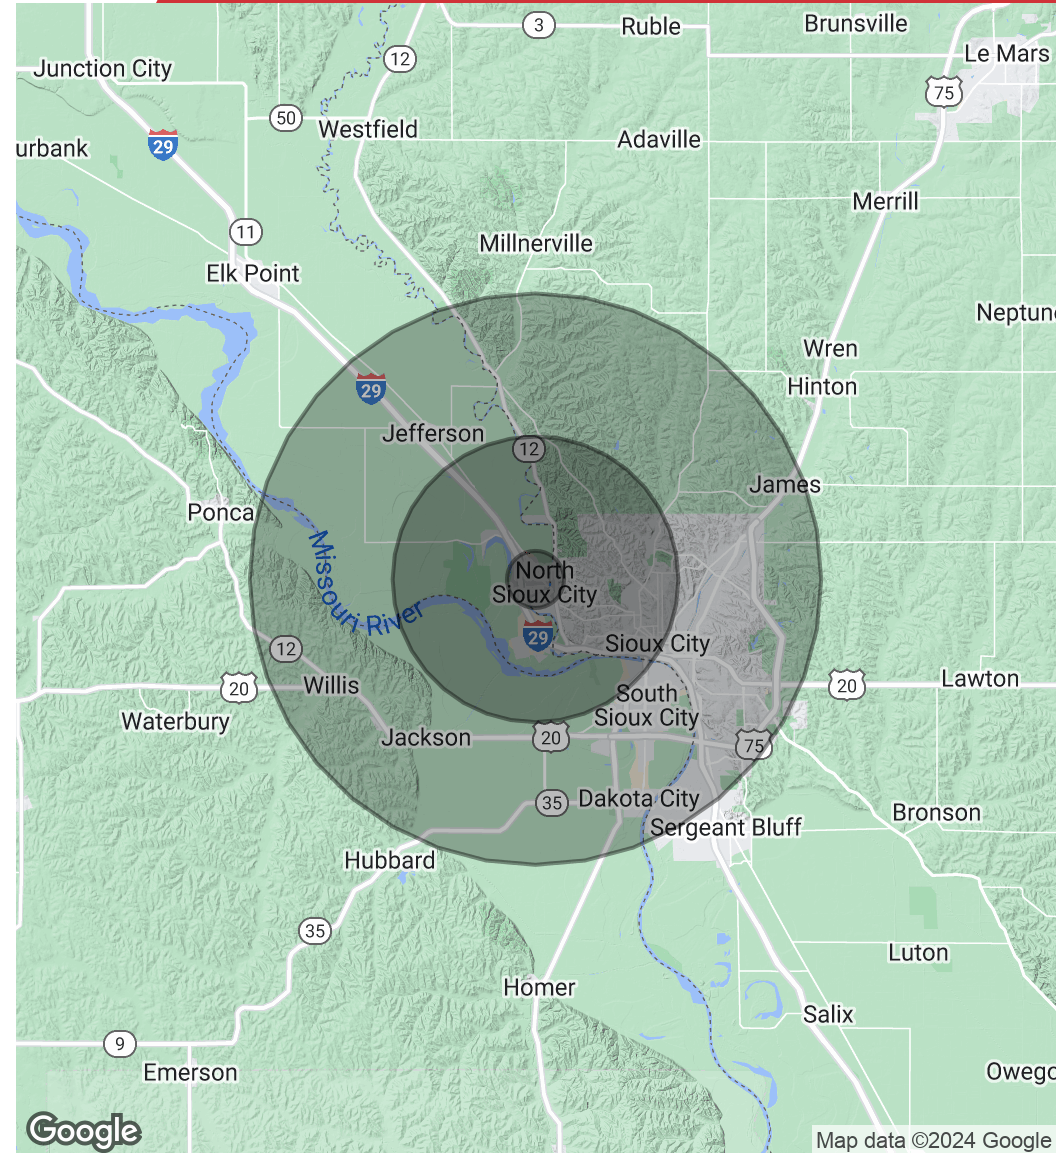 3
Ruble
Brunsville
Le Mars
12
Junction City
75
50
Westfield
Adaville
29
urbank
Merrill
11
Millnerville
Elk Point
Neptune
Wren
29
Hinton
Jefferson
12
James
Ponca
Missouri River
North
Sioux City
29
Sioux City
12
20
Willis
20
Lawton
South
Sioux City
Waterbury
Jackson
20
75
35
Dakota City
Bronson
Sergeant Bluff
Hubbard
35
Luton
Homer
Salix
9
Emerson
Owego
Google
Map data ©2024 Google